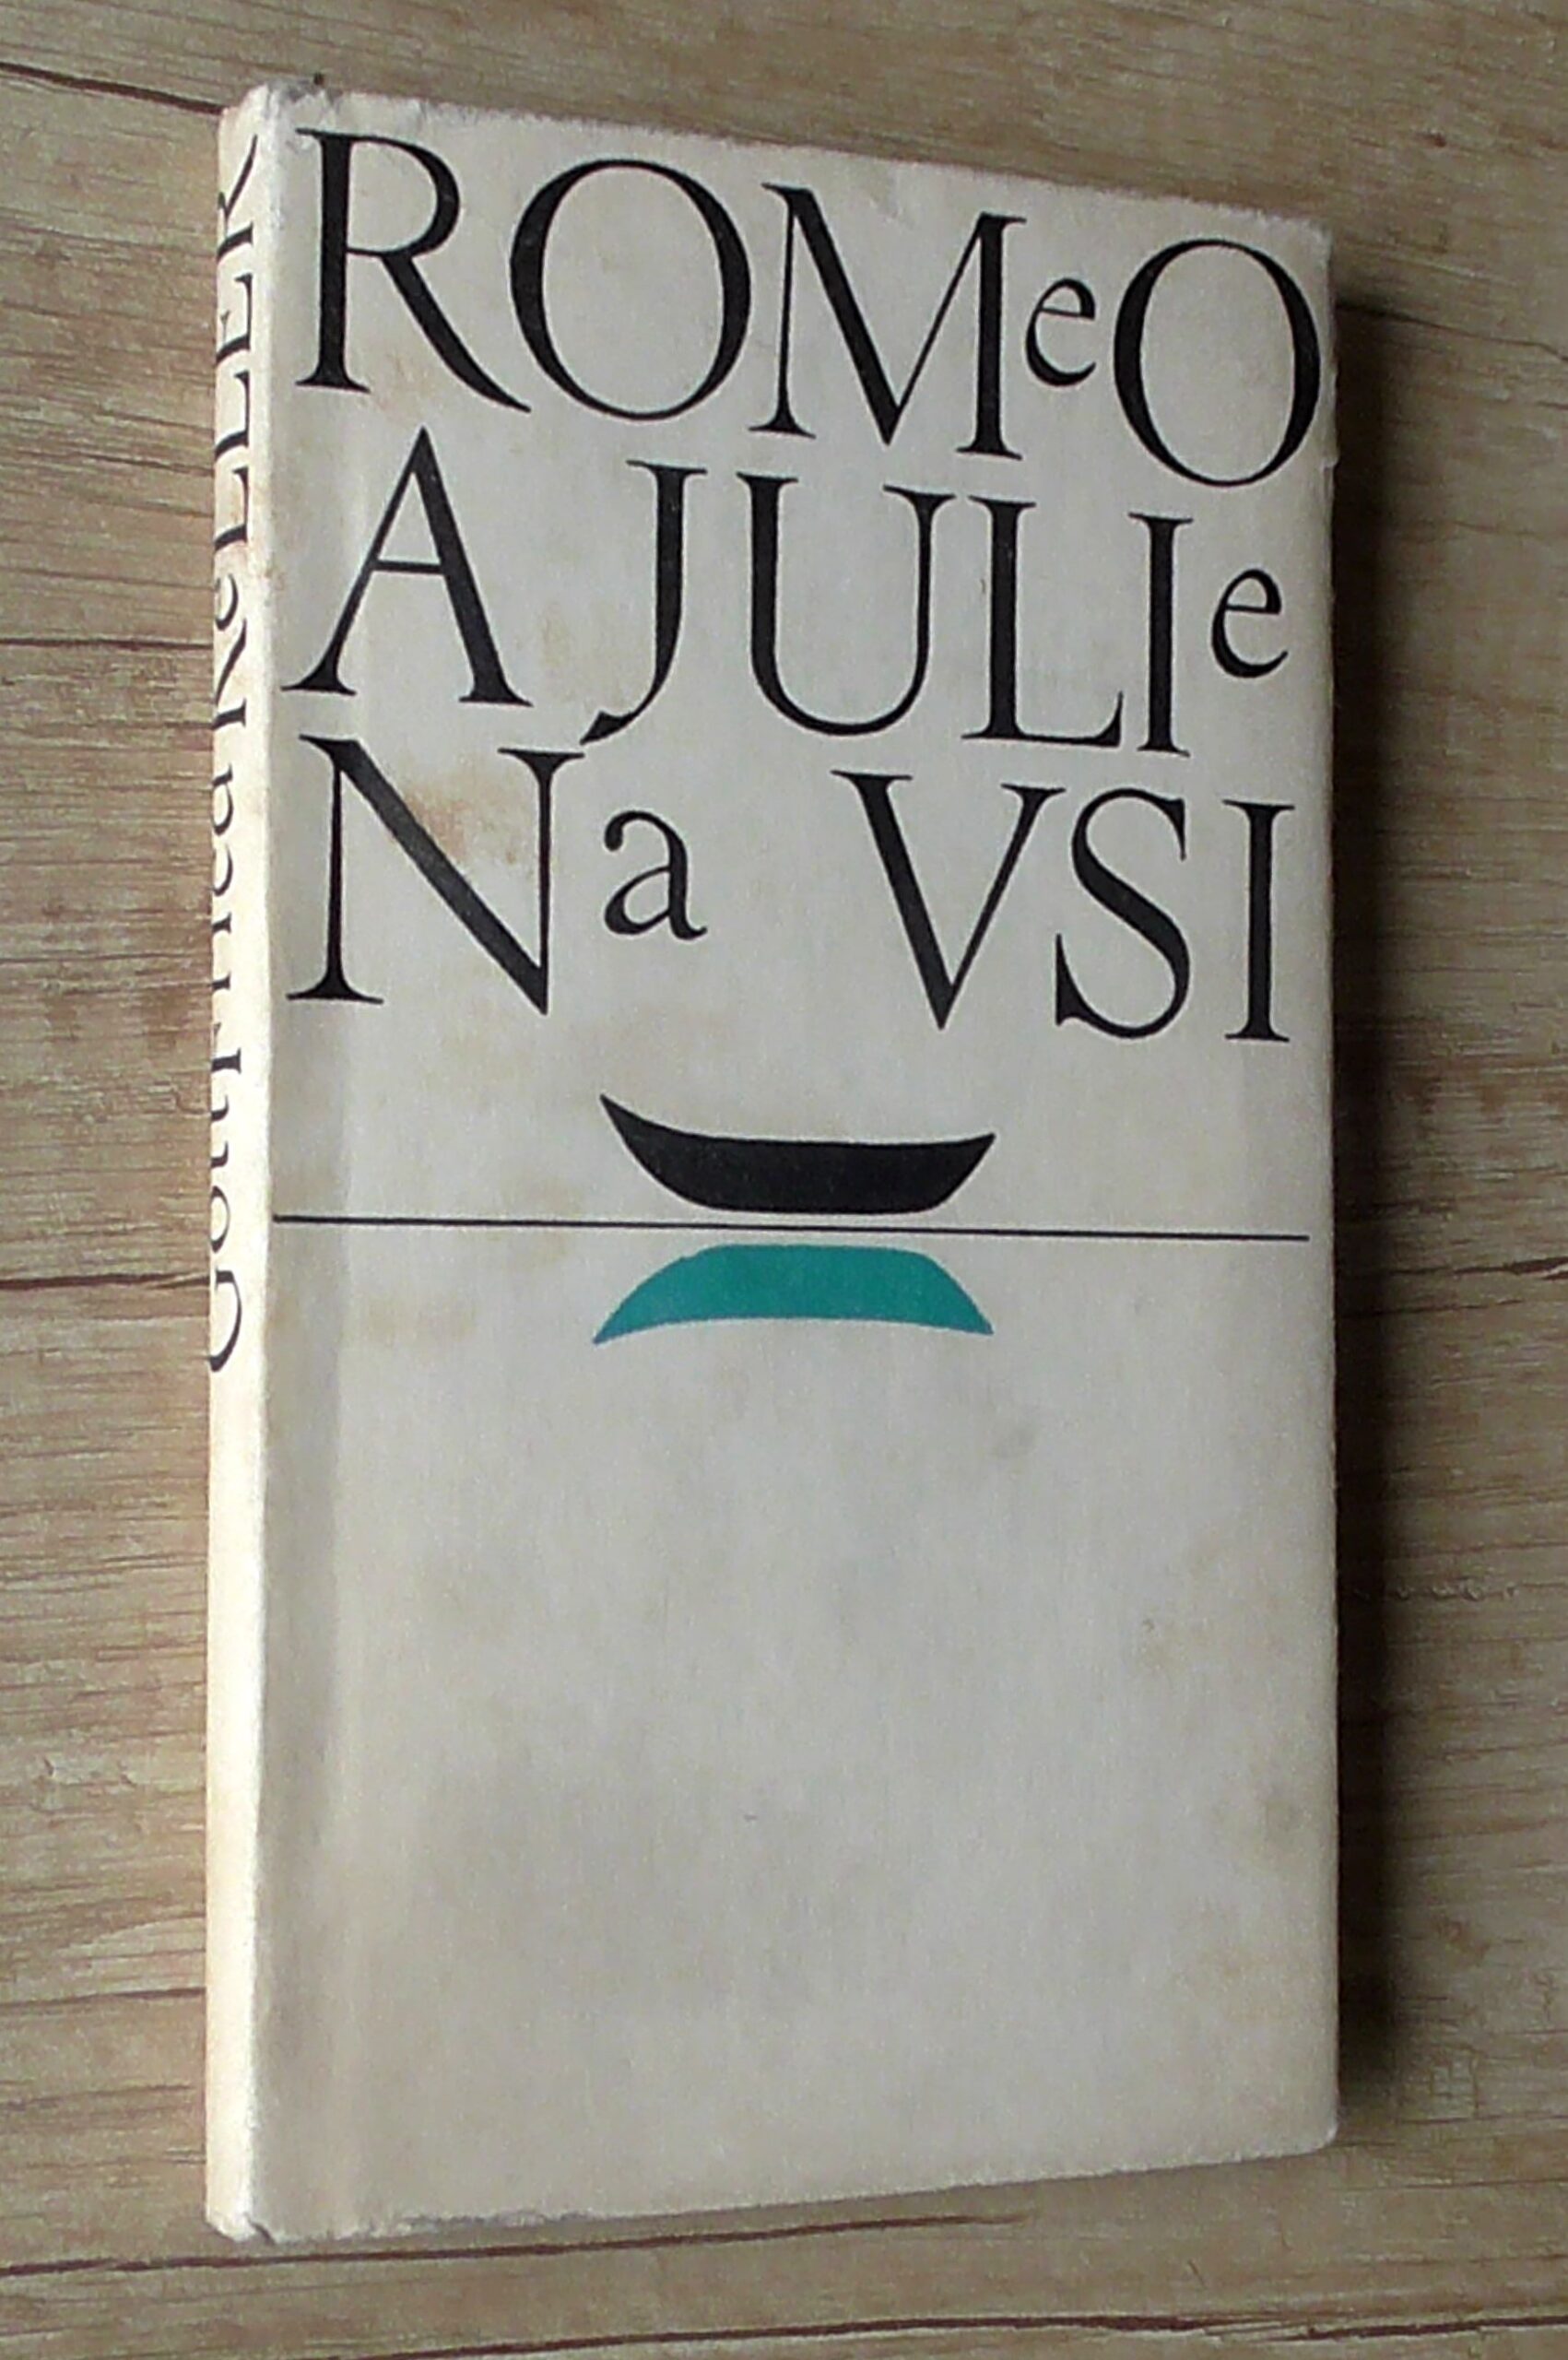 ROMeO
A JULIe
Na VSI
Gottfried KeLLER